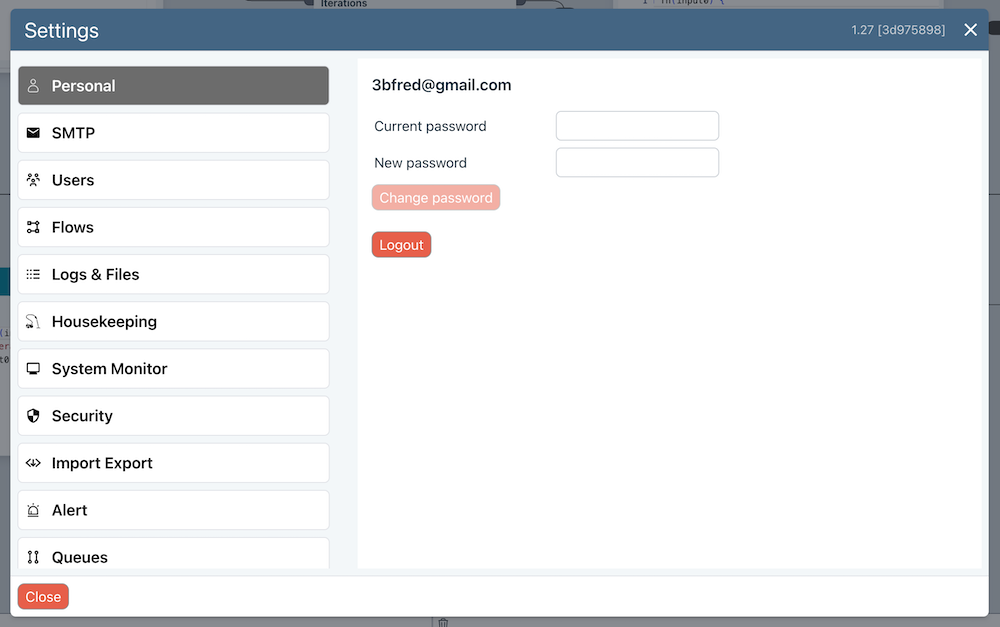 Iterations
Settings
1.27 [3d975898]
Personal
SMTP
Users
Flows
Logs & Files
Housekeeping
System Monitor
Security
Import Export
Alert
Queues
3bfred@gmail.com
Current password
New password
Change password
Logout
Close